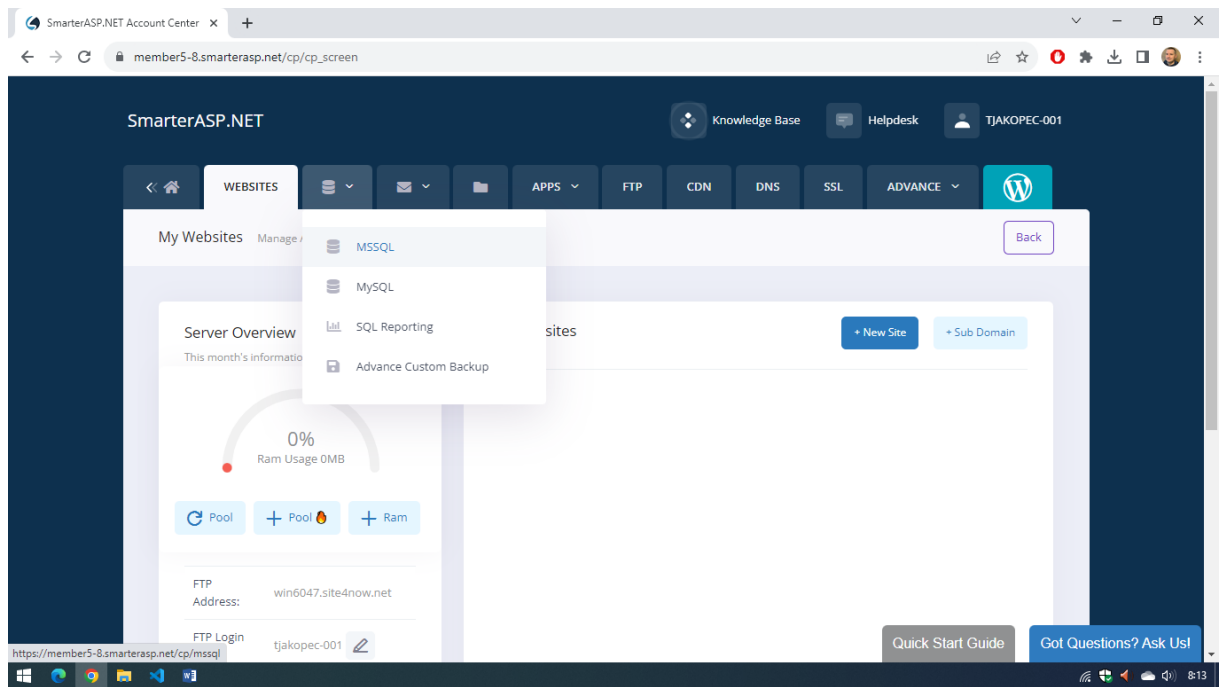 SmarterASP.NET Account Center
member5-8.smarterasp.net/cp/cp_screen
SmarterASP.NET
Knowledge Base
Helpdesk
TJAKOPEC-001
WEBSITES
APPS
FTP
CDN
DNS
SSL
ADVANCE
My Websites Manage
Back
MSSQL
MySQL
SQL Reporting
Advance Custom Backup
Server Overview
This month's
sites
+ New Site
+ Sub Domain
0%
Ram Usage 0MB
Pool
+ Pool
+ Ram
FTP
Address:
win6047.site4now.net
FTP Login
tjakopec-001
Quick Start Guide
Got Questions? Ask Us!
https://member5-8.smarterasp.net/cp/mssql
8:13